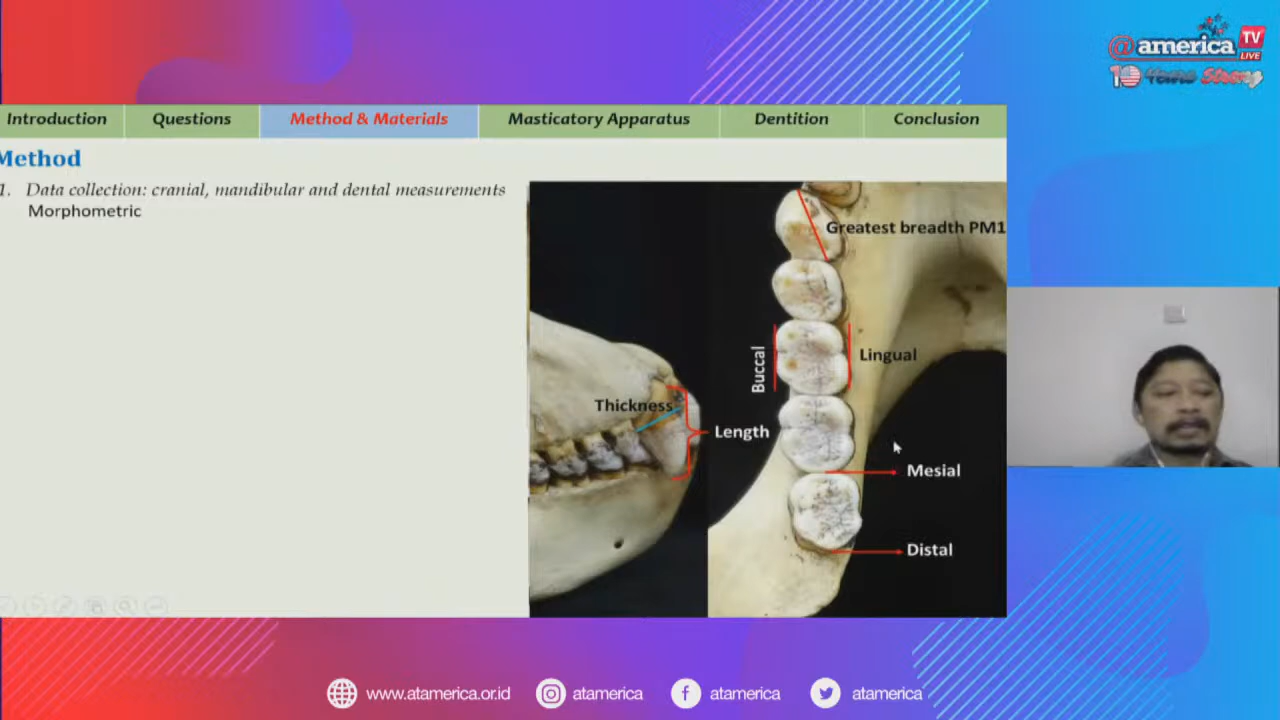 @america TV
LIVE
10 Years Strong
Introduction Questions Method & Materials Masticatory Apparatus Dentition Conclusion
Method
1. Data collection: cranial, mandibular and dental measurements
Morphometric
Greatest breadth PM1
Buccal
Lingual
Thickness
Length
Mesial
Distal
www.atamerica.or.id atamerica atamerica atamerica